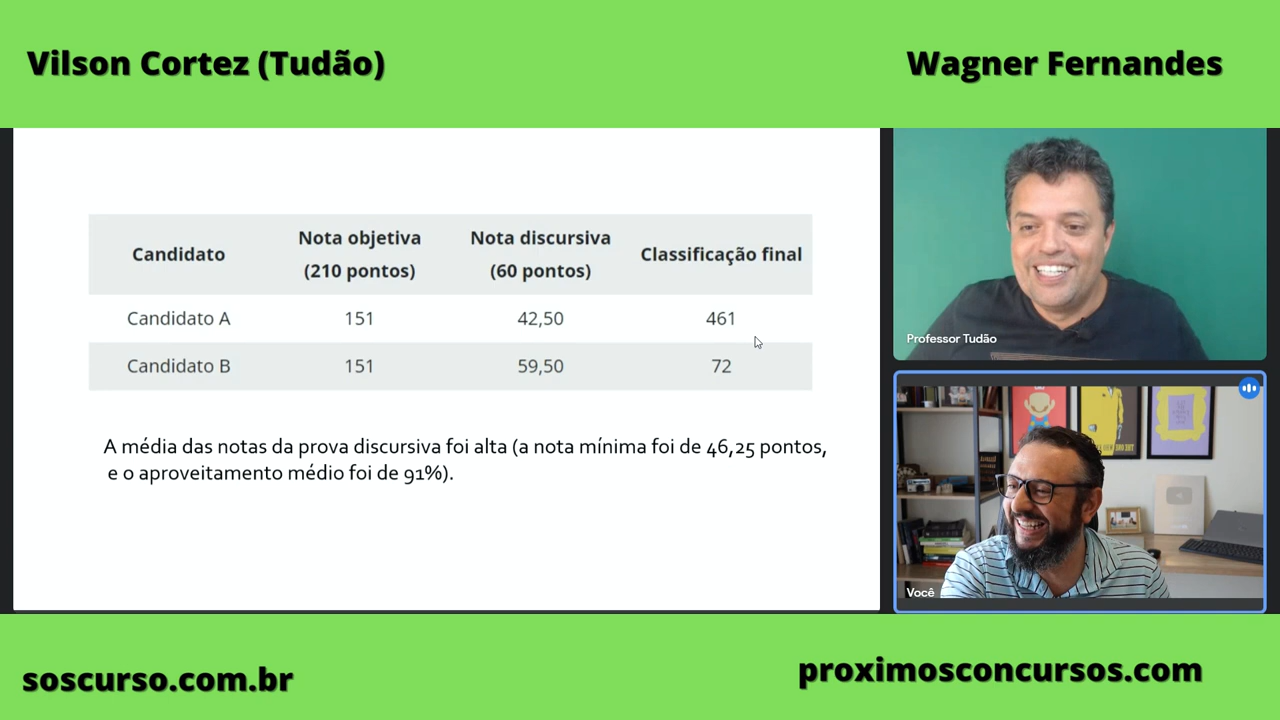 Vilson Cortez (Tudão)
Wagner Fernandes
Candidato
Nota objetiva
(210 pontos)
Nota discursiva
(60 pontos)
Classificação final
Candidato A 151 42,50 461
Candidato B 151 59,50 72
A média das notas da prova discursiva foi alta (a nota mínima foi de 46,25 pontos,
e o aproveitamento médio foi de 91%).
Professor Tudão
Você
soscurso.com.br
proximosconcursos.com